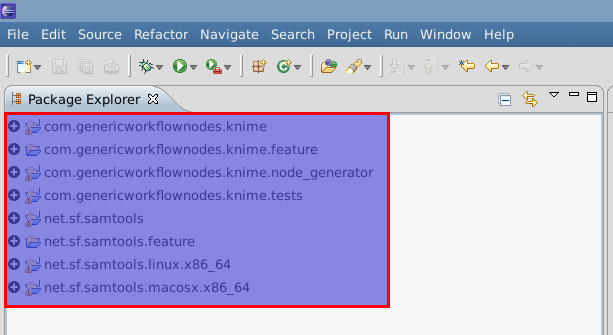 File Edit Source Refactor Navigate Search Project Run Window Help
Package Explorer
com.genericworkflownodes.knime
com.genericworkflownodes.knime.feature
com.genericworkflownodes.knime.node_generator
com.genericworkflownodes.knime.tests
net.sf.samtools
net.sf.samtools.feature
net.sf.samtools.linux.x86_64
net.sf.samtools.macosx.x86_64